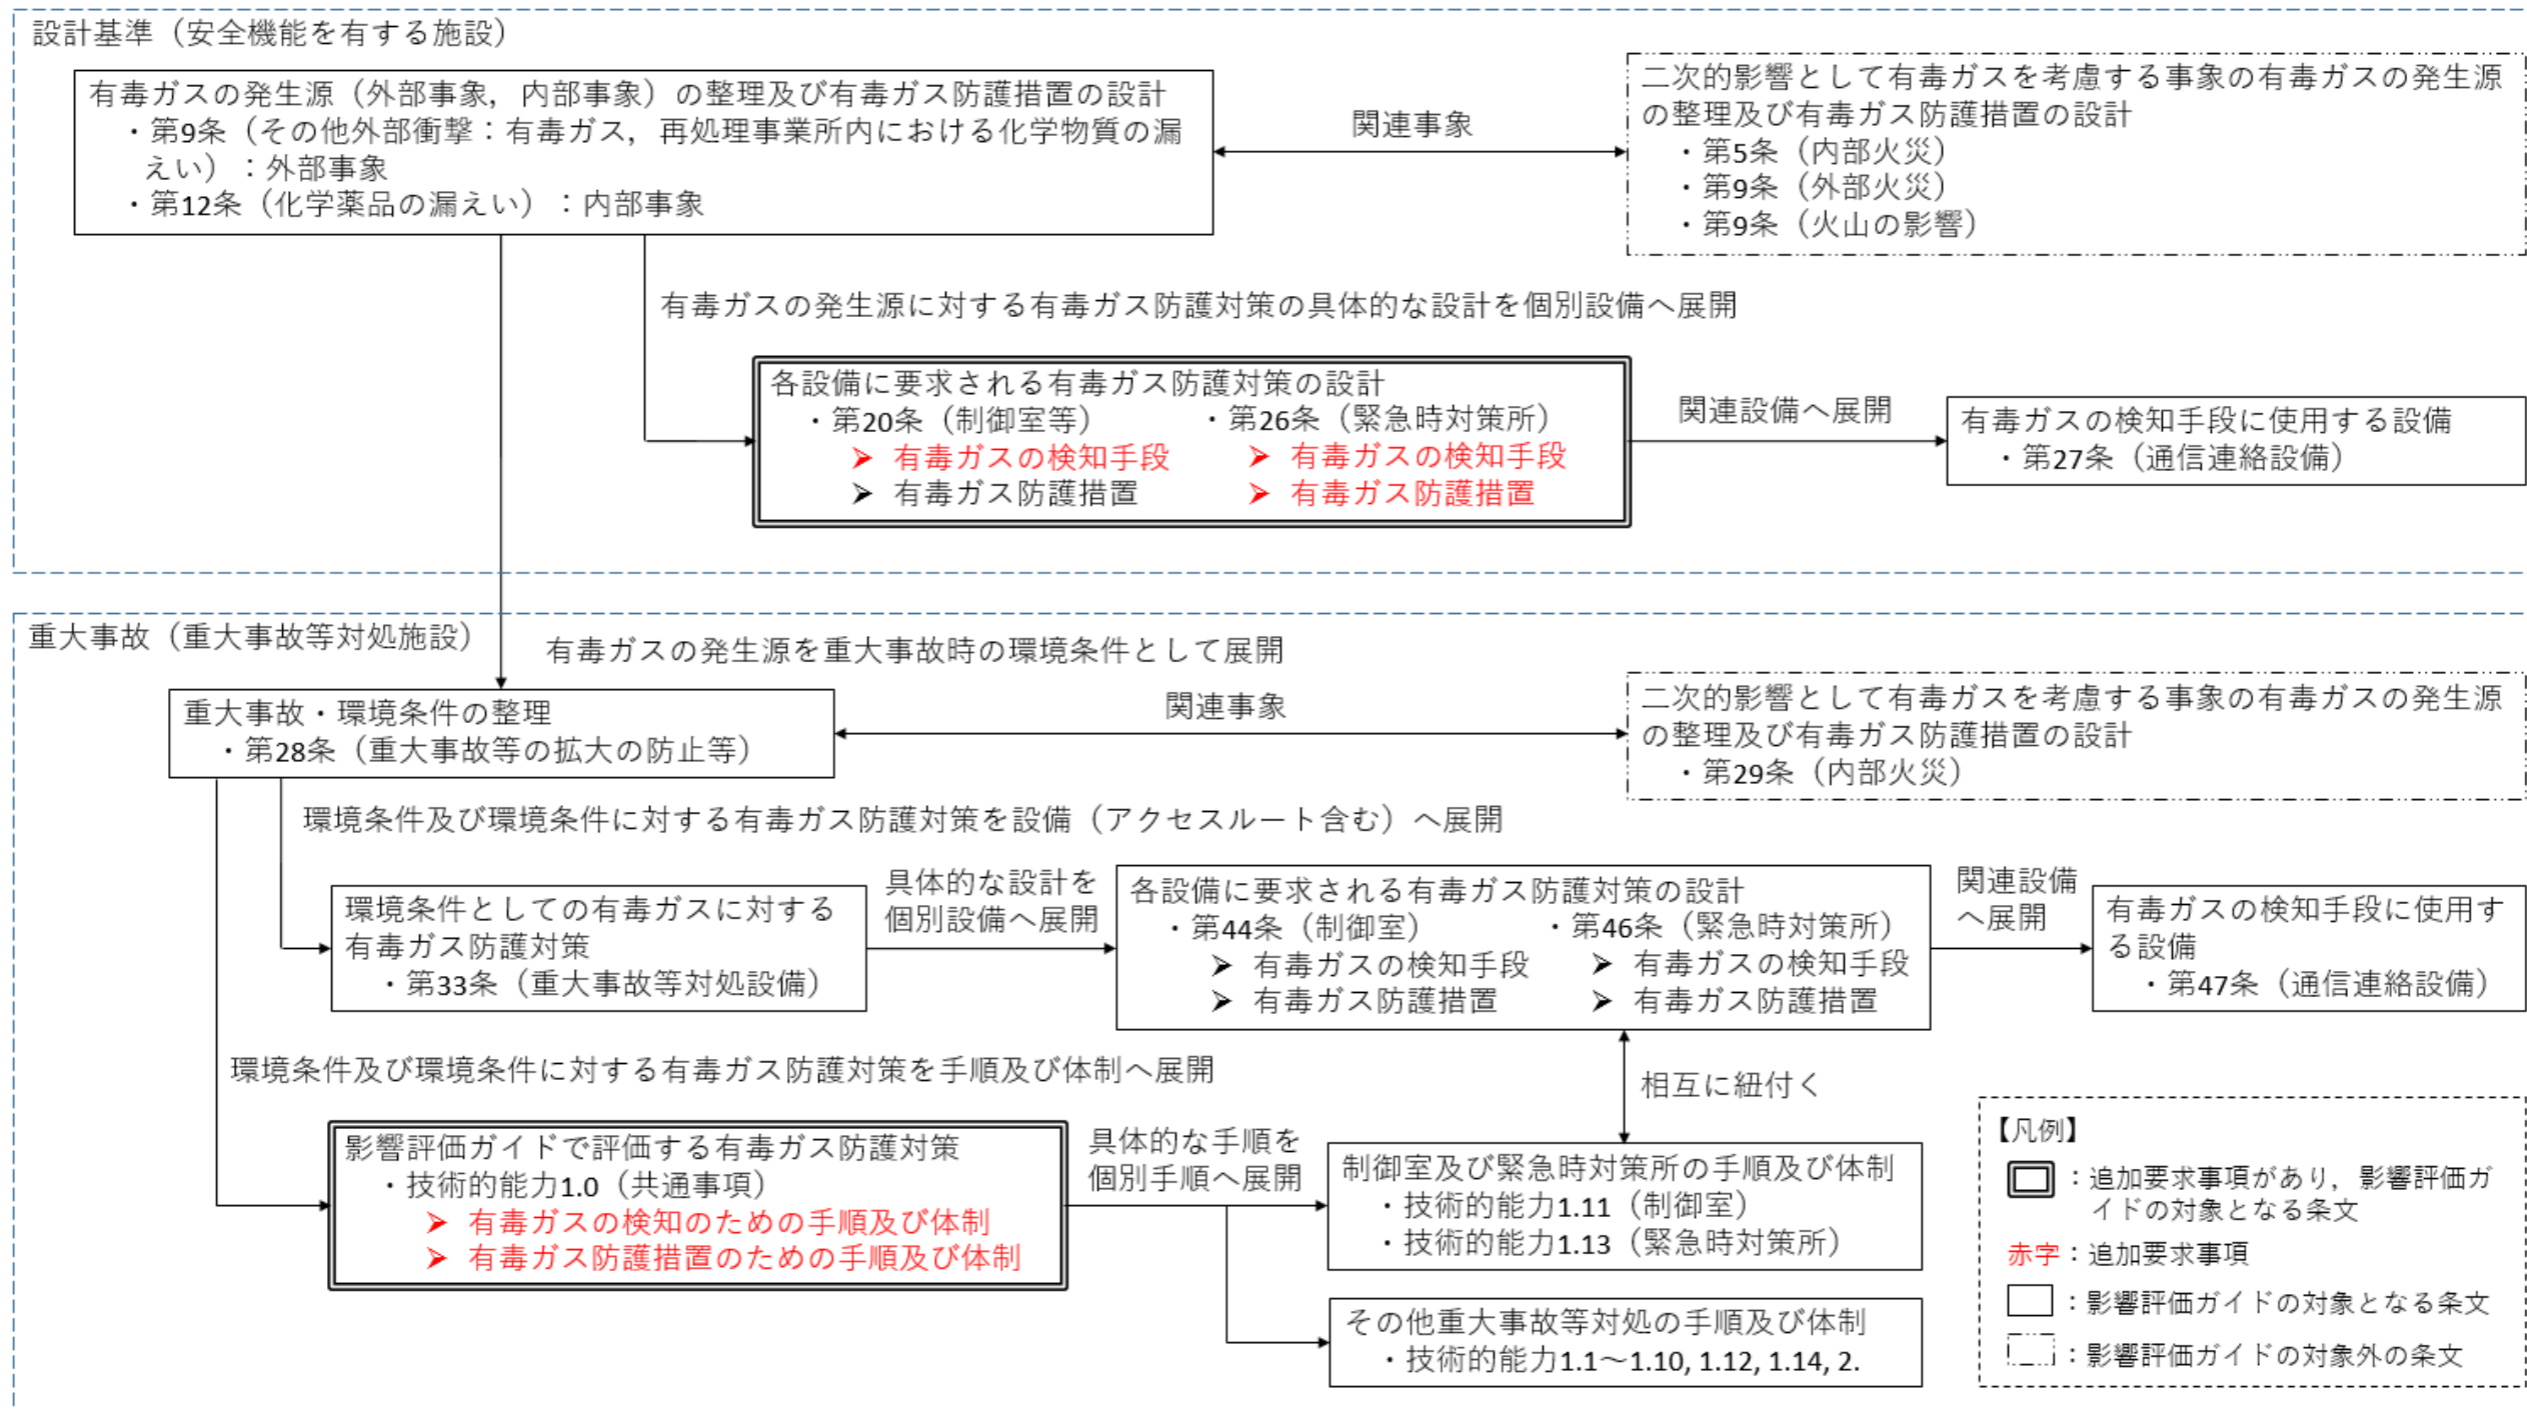 設計基準（安全機能を有する施設）
有毒ガスの発生源（外部事象，内部事象）の整理及び有毒ガス防護措置の設計
・第9条（その他外部衝撃：有毒ガス，再処理事業所内における化学物質の漏
えい）：外部事象
・第12条（化学薬品の漏えい）：内部事象
関連事象
二次的影響として有毒ガスを考慮する事象の有毒ガスの発生源
の整理及び有毒ガス防護措置の設計
・第5条（内部火災）
・第9条（外部火災）
・第9条（火山の影響）
有毒ガスの発生源に対する有毒ガス防護対策の具体的な設計を個別設備へ展開
各設備に要求される有毒ガス防護対策の設計
・第20条（制御室等）
➢ 有毒ガスの検知手段
➢ 有毒ガス防護措置
・第26条（緊急時対策所）
➢ 有毒ガスの検知手段
➢ 有毒ガス防護措置
関連設備へ展開
有毒ガスの検知手段に使用する設備
・第27条（通信連絡設備）
重大事故（重大事故等対処施設）
有毒ガスの発生源を重大事故時の環境条件として展開
重大事故・環境条件の整理
・第28条（重大事故等の拡大の防止等）
関連事象
二次的影響として有毒ガスを考慮する事象の有毒ガスの発生源
の整理及び有毒ガス防護措置の設計
・第29条（内部火災）
環境条件及び環境条件に対する有毒ガス防護対策を設備（アクセスルート含む）へ展開
環境条件としての有毒ガスに対する
有毒ガス防護対策
・第33条（重大事故等対処設備）
具体的な設計を
個別設備へ展開
各設備に要求される有毒ガス防護対策の設計
・第44条（制御室）
➢ 有毒ガスの検知手段
➢ 有毒ガス防護措置
・第46条（緊急時対策所）
➢ 有毒ガスの検知手段
➢ 有毒ガス防護措置
関連設備
へ展開
有毒ガスの検知手段に使用す
る設備
・第47条（通信連絡設備）
環境条件及び環境条件に対する有毒ガス防護対策を手順及び体制へ展開
相互に紐付く
影響評価ガイドで評価する有毒ガス防護対策
・技術的能力1.0（共通事項）
➢ 有毒ガスの検知のための手順及び体制
➢ 有毒ガス防護措置のための手順及び体制
具体的な手順を
個別手順へ展開
制御室及び緊急時対策所の手順及び体制
・技術的能力1.11（制御室）
・技術的能力1.13（緊急時対策所）
その他重大事故等対処の手順及び体制
・技術的能力1.1～1.10, 1.12, 1.14, 2.
【凡例】
：追加要求事項があり，影響評価ガ
イドの対象となる条文
赤字：追加要求事項
：影響評価ガイドの対象となる条文
：影響評価ガイドの対象外の条文